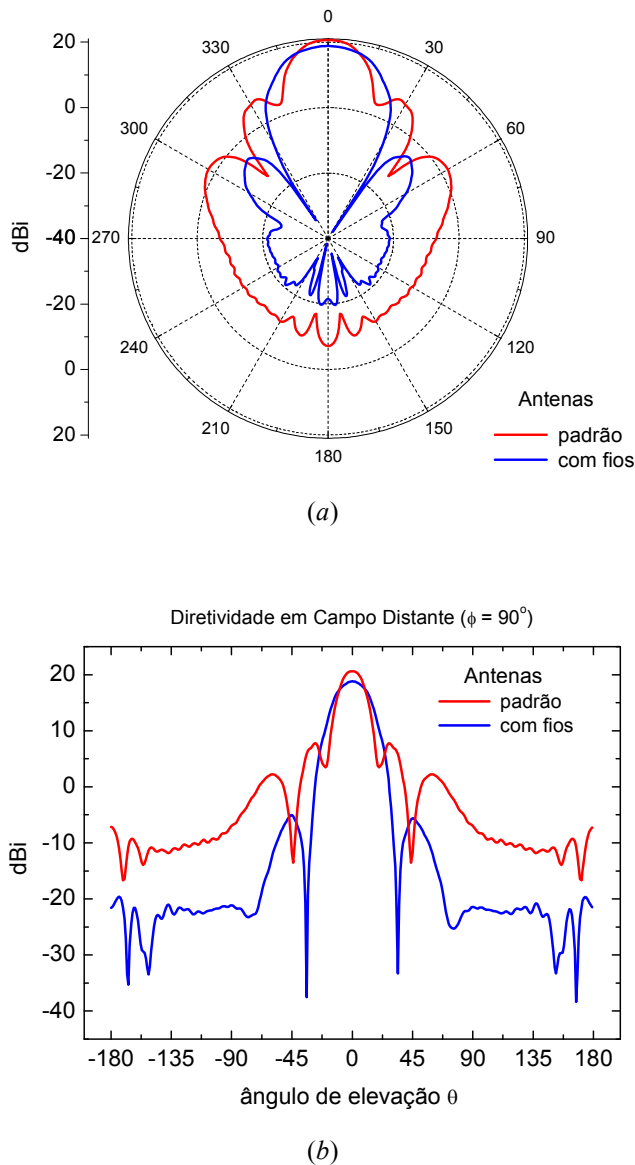 0
20
330
30
0
300
60
-20
dBi
-40
270
90
-20
240
120
0
210
150
20
180
Antenas
padrão
com fios
(a)
Diretividade em Campo Distante (ϕ = 90°)
20
Antenas
padrão
10
com fios
0
dBi
-10
-20
-30
-40
-180 -135 -90 -45 0 45 90 135 180
ângulo de elevação θ
(b)